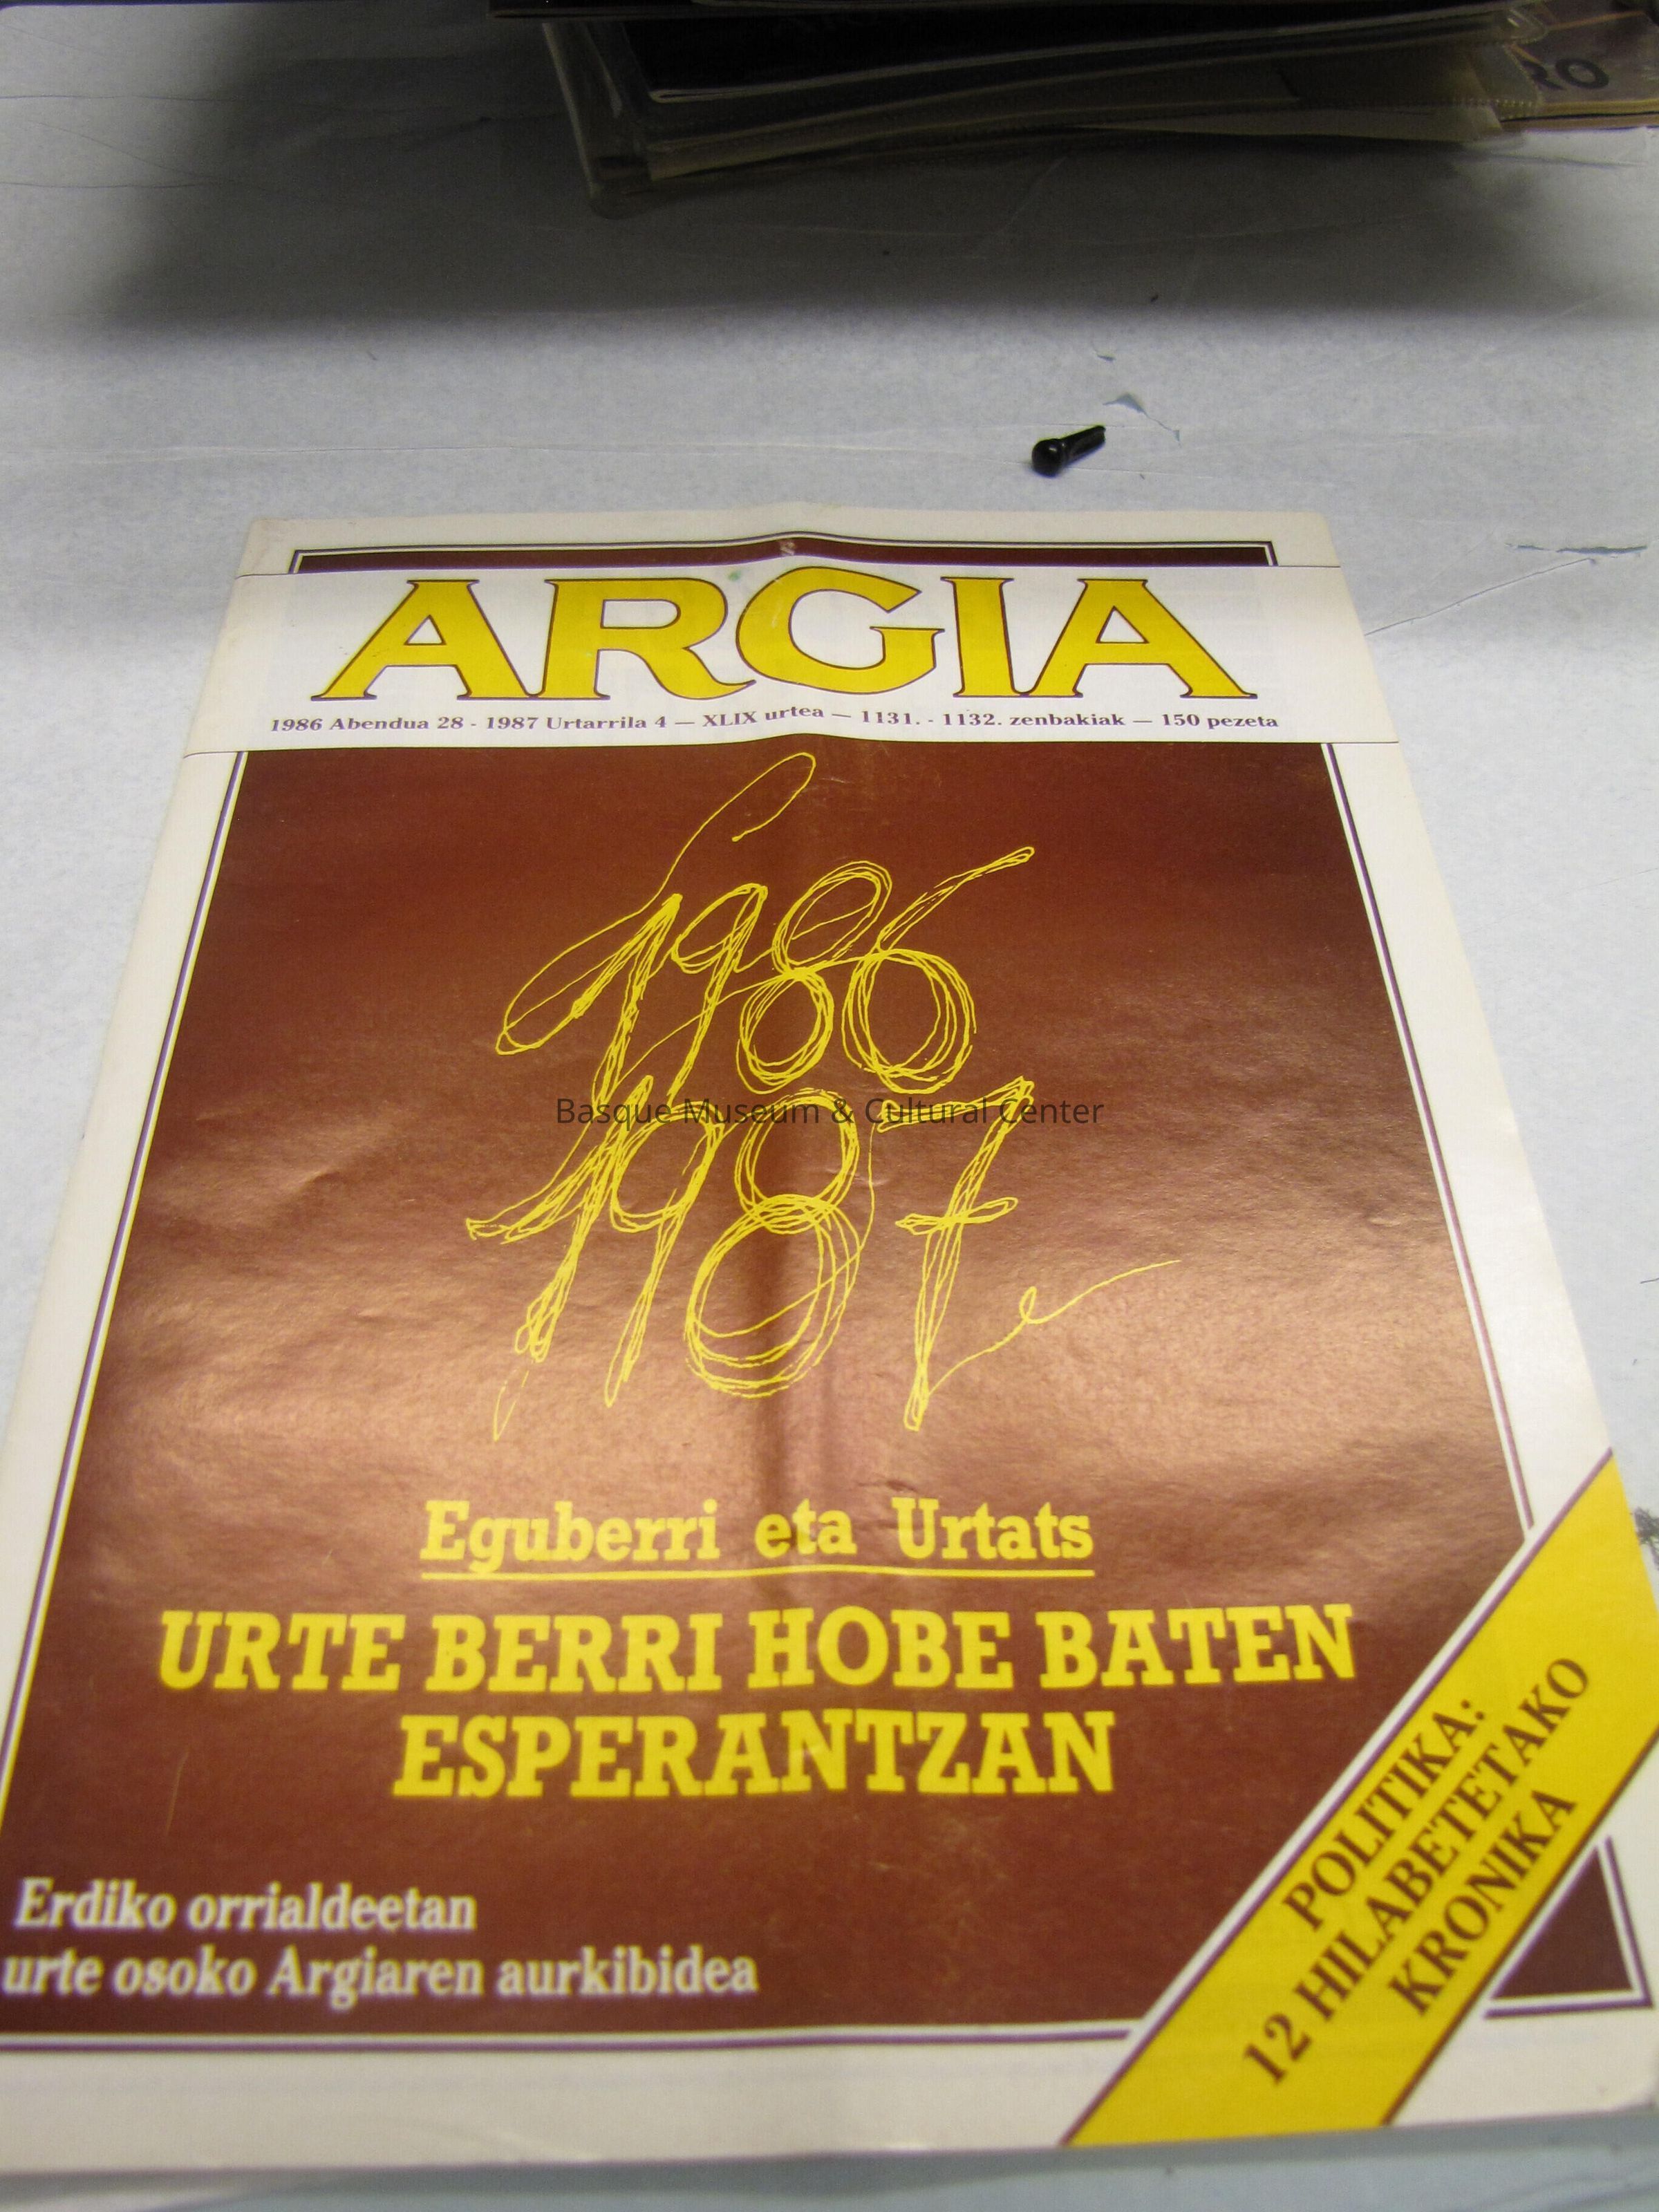 RO
ARGIA
1986 Abendua 28 - 1987 Urtarrila 4 — XLIX urtea — 1131. - 1132. zenbakiak — 150 pezeta
1986
1987
Basque Museum & Cultural Center
Eguberri eta Urtats
URTE BERRI HOBE BATEN
ESPERANTZAN
POLITIKA:
12 HILABETETAKO
KRONIKA
Erdiko orrialdeetan
urte osoko Argiaren aurkibidea